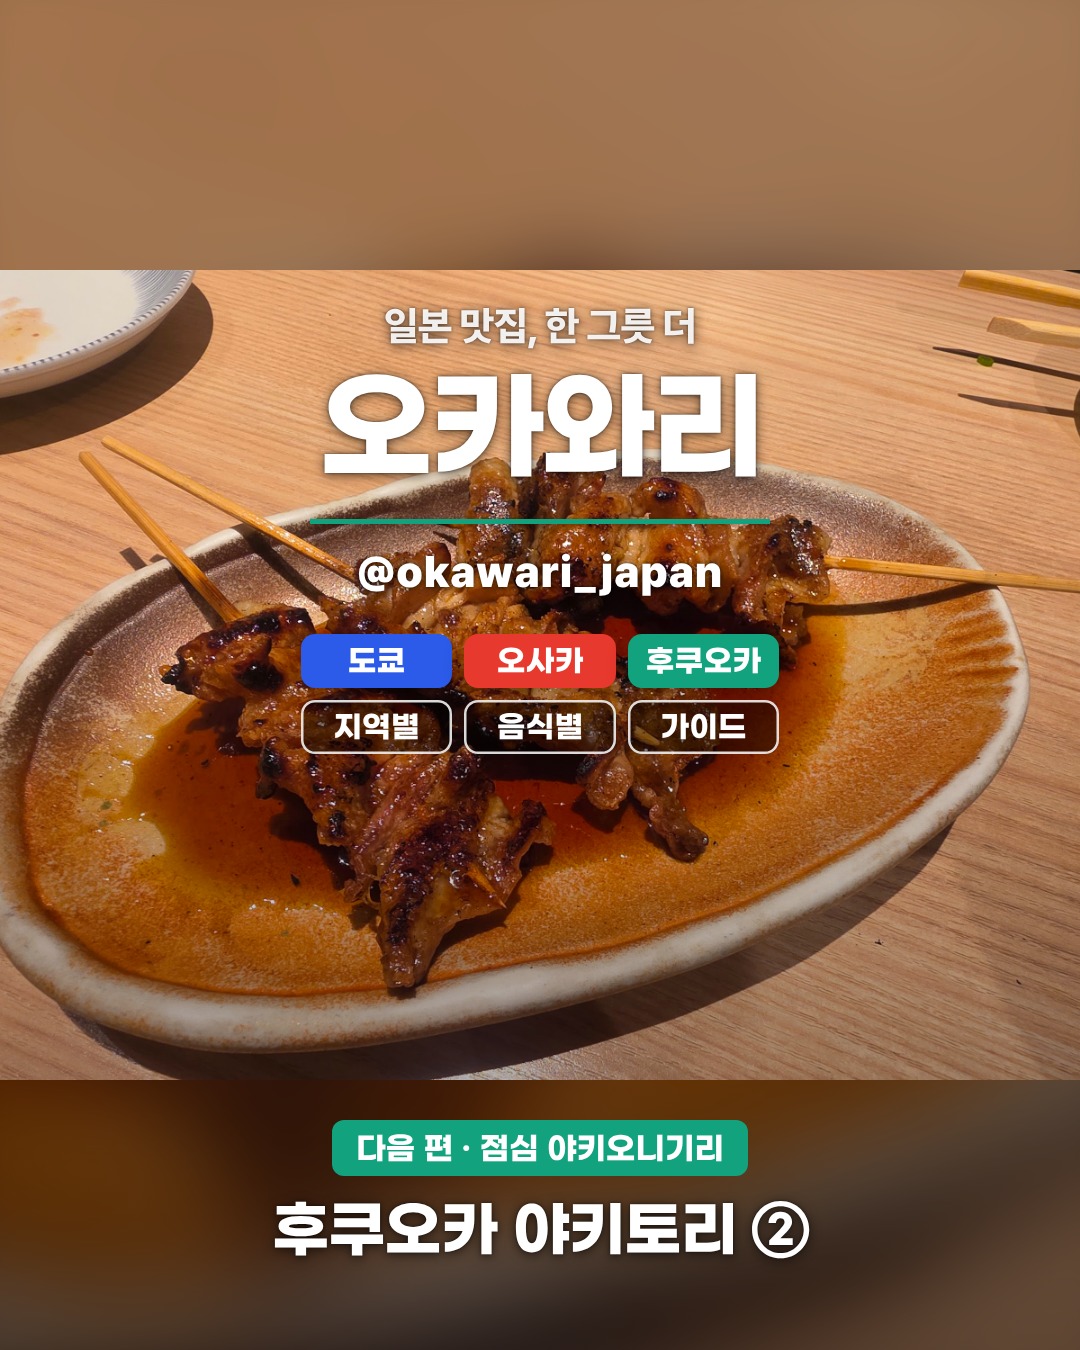 일본 맛집, 한 그릇 더
오카와리
@okawari_japan
도쿄 오사카 후쿠오카
지역별 음식별 가이드
다음 편 · 점심 야키오니기리
후쿠오카 야키토리 ②